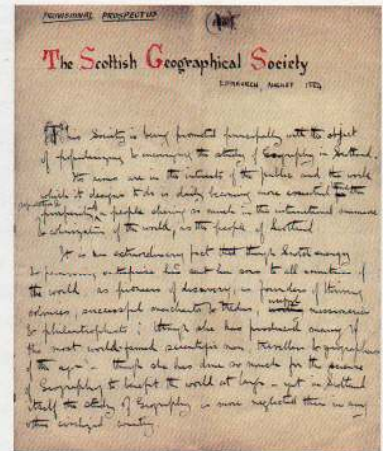 PROVISIONAL PROSPECTUS
The Scottish Geographical Society
EDINBURGH, AUGUST 1884
This Society is being promoted principally with the object
of popularising & encouraging the study of Geography in Scotland.
Its aims are in the interests of the public and the work
which it designs to do is daily becoming more essential to the
prosperity of a people sharing so much in the international commerce
& colonization of the world, as the people of Scotland
It is an extraordinary fact that though Scotch energy
& persevering enterprise has sent her sons to all countries of
the world, as pioneers of discovery, as founders of thriving
colonies, successful merchants & traders, missionaries
& philanthropists; though she has produced many of
the most world-famed scientific men, travellers & geographers
of the age – though she has done so much for the science
of Geography to benefit the world at large – yet in Scotland
itself the study of Geography is more neglected than in any
other civilized country